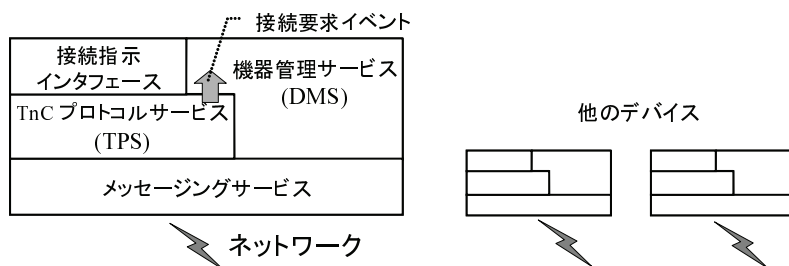 接続要求イベント
接続指示
インタフェース
機器管理サービス
(DMS)
TnC プロトコルサービス
(TPS)
メッセージングサービス
ネットワーク
他のデバイス